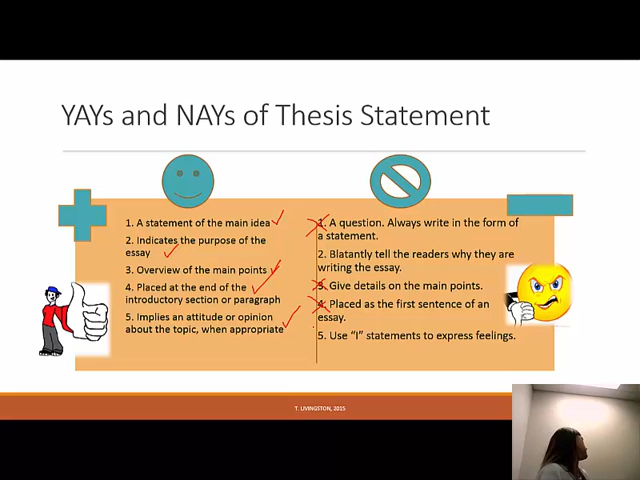 YAYs and NAYs of Thesis Statement
1. A statement of the main idea
2. Indicates the purpose of the
essay
3. Overview of the main points
4. Placed at the end of the
introductory section or paragraph
5. Implies an attitude or opinion
about the topic, when appropriate
1. A question. Always write in the form of
a statement.
2. Blatantly tell the readers why they are
writing the essay.
3. Give details on the main points.
4. Placed as the first sentence of an
essay.
5. Use "I" statements to express feelings.
T. LIVINGSTON, 2015